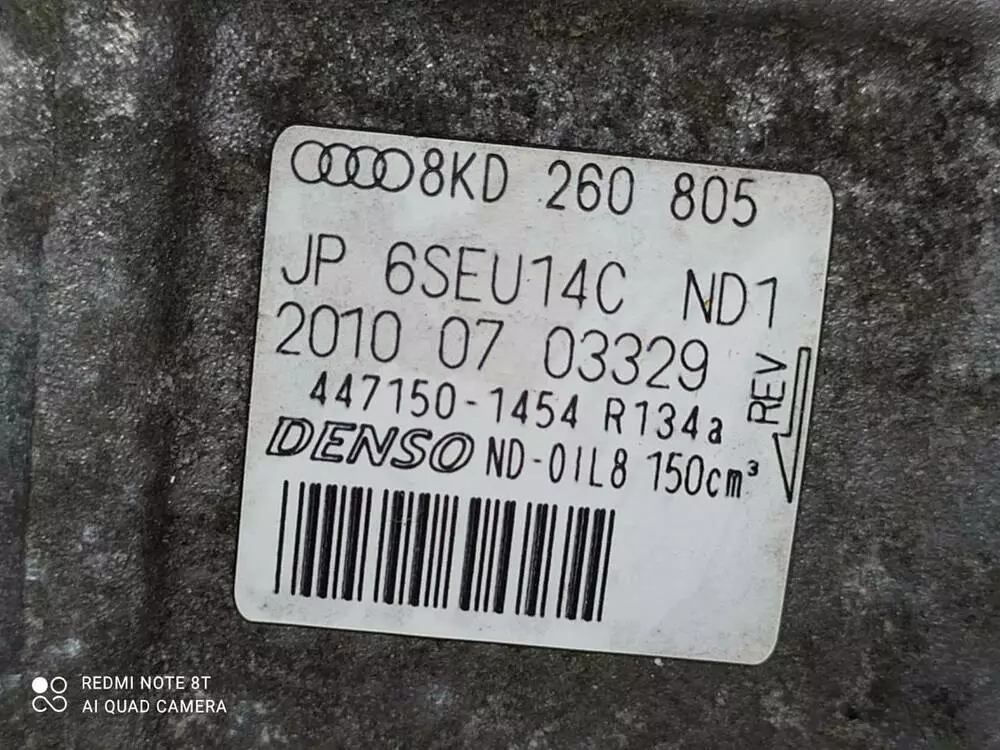 8KD 260 805
JP 6SEU14C ND1
2010 07 03329
447150-1454 R134a
DENSO ND-OIL8 150cm³
REV
REDMI NOTE 8T
AI QUAD CAMERA